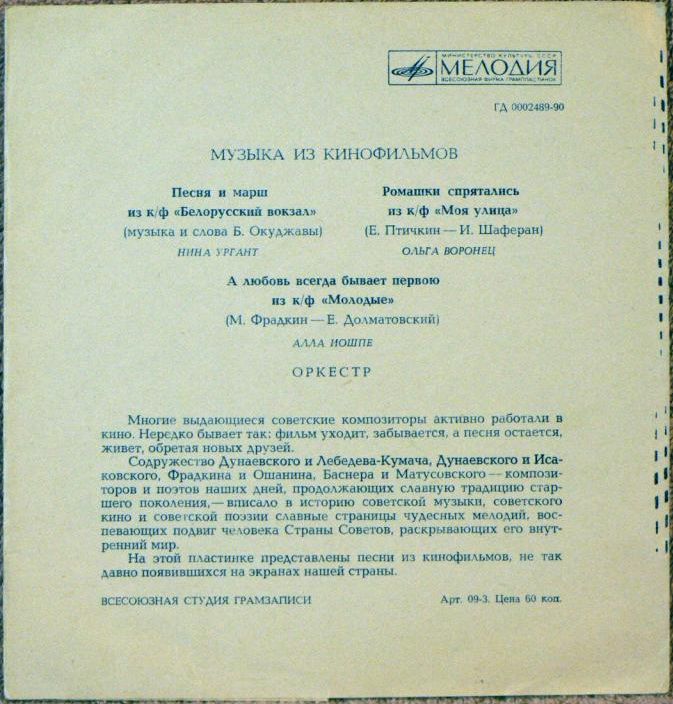 МИНИСТЕРСТВО КУЛЬТУРЫ СССР
МЕЛОДИЯ
ВСЕСОЮЗНАЯ ФИРМА ГРАМПЛАСТИНОК
ГД 0002489-90
МУЗЫКА ИЗ КИНОФИЛЬМОВ
Песня и марш
из к/ф «Белорусский вокзал»
(музыка и слова Б. Окуджавы)
НИНА УРГАНТ
Ромашки спрятались
из к/ф «Моя улица»
(Е. Птичкин — И. Шаферан)
ОЛЬГА ВОРОНЕЦ
А любовь всегда бывает первою
из к/ф «Молодые»
(М. Фрадкин — Е. Долматовский)
АЛЛА ИОШПЕ
ОРКЕСТР
Многие выдающиеся советские композиторы активно работали в
кино. Нередко бывает так: фильм уходит, забывается, а песня остается,
живет, обретая новых друзей.
Содружество Дунаевского и Лебедева-Кумача, Дунаевского и Иса-
ковского, Фрадкина и Ошанина, Баснера и Матусовского — компози-
торов и поэтов наших дней, продолжающих славную традицию стар-
шего поколения, — вписало в историю советской музыки, советского
кино и советской поэзии славные страницы чудесных мелодий, вос-
певающих подвиг человека Страны Советов, раскрывающих его внут-
ренний мир.
На этой пластинке представлены песни из кинофильмов, не так
давно появившихся на экранах нашей страны.
ВСЕСОЮЗНАЯ СТУДИЯ ГРАМЗАПИСИ
Арт. 09-3. Цена 60 коп.